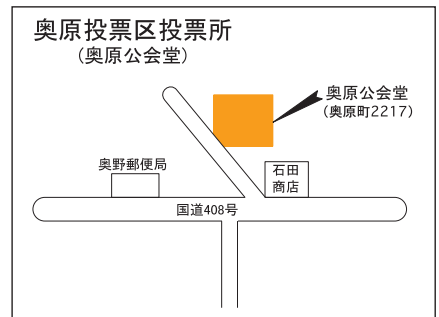 奥原投票区投票所
(奥原公会堂)
奥原公会堂
(奥原町2217)
奥野郵便局
石田
商店
国道408号